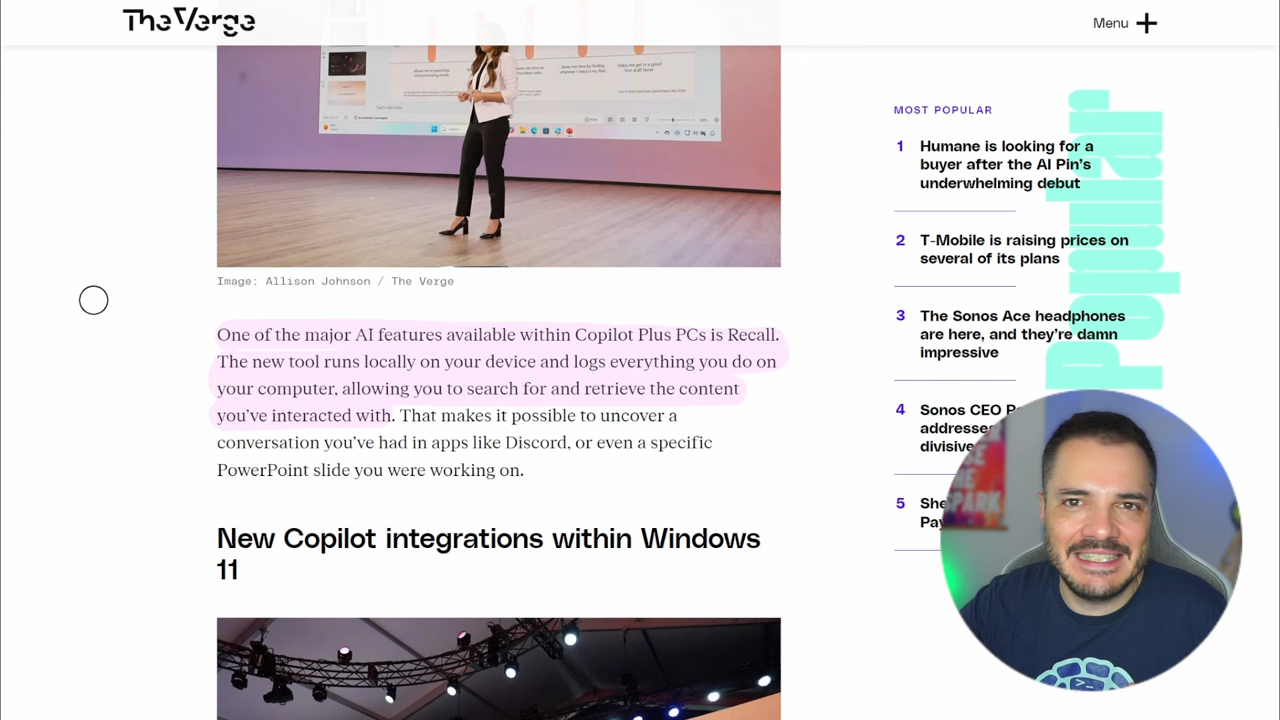 The Verge
Menu
Image: Allison Johnson / The Verge
One of the major AI features available within Copilot Plus PCs is Recall.
The new tool runs locally on your device and logs everything you do on
your computer, allowing you to search for and retrieve the content
you've interacted with. That makes it possible to uncover a
conversation you've had in apps like Discord, or even a specific
PowerPoint slide you were working on.
New Copilot integrations within Windows
11
MOST POPULAR
Popular
1 Humane is looking for a
buyer after the AI Pin's
underwhelming debut
2 T-Mobile is raising prices on
several of its plans
3 The Sonos Ace headphones
are here, and they're damn
impressive
4 Sonos CEO
addresses
divisive
5
THE
SPARK